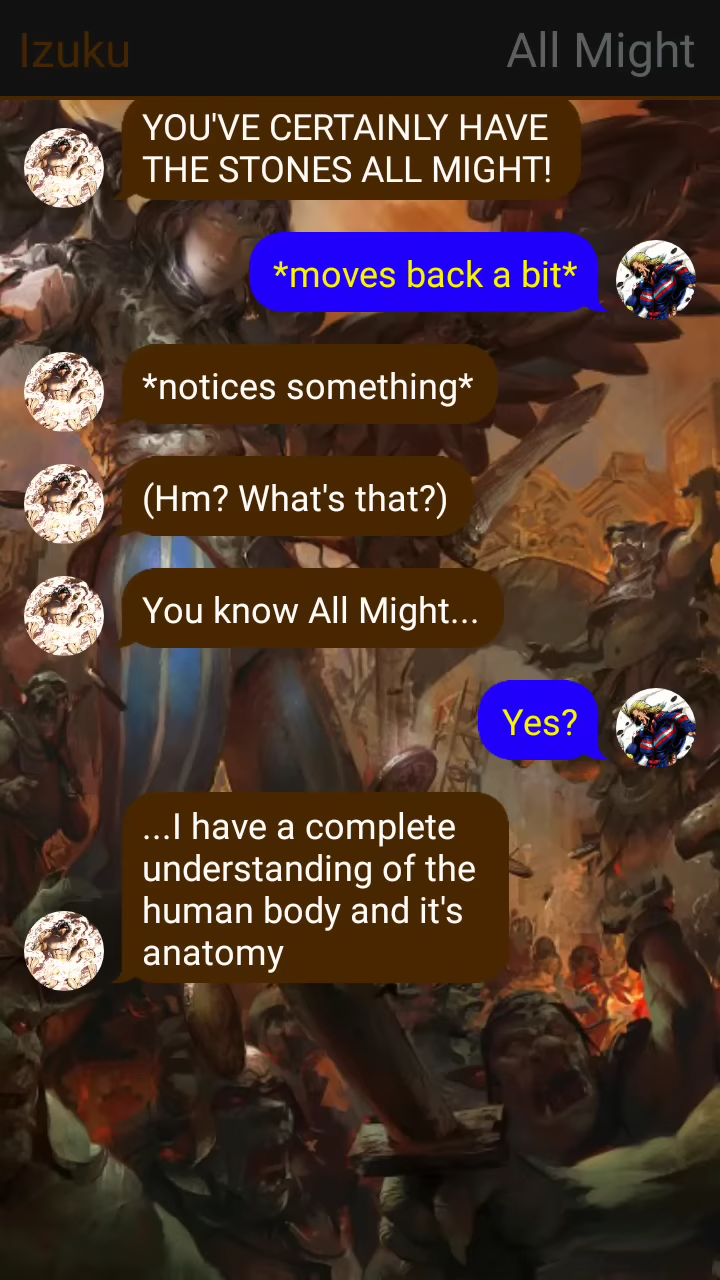 Izuku
All Might
YOU'VE CERTAINLY HAVE
THE STONES ALL MIGHT!
*moves back a bit*
*notices something*
(Hm? What's that?)
You know All Might...
Yes?
...I have a complete
understanding of the
human body and it's
anatomy